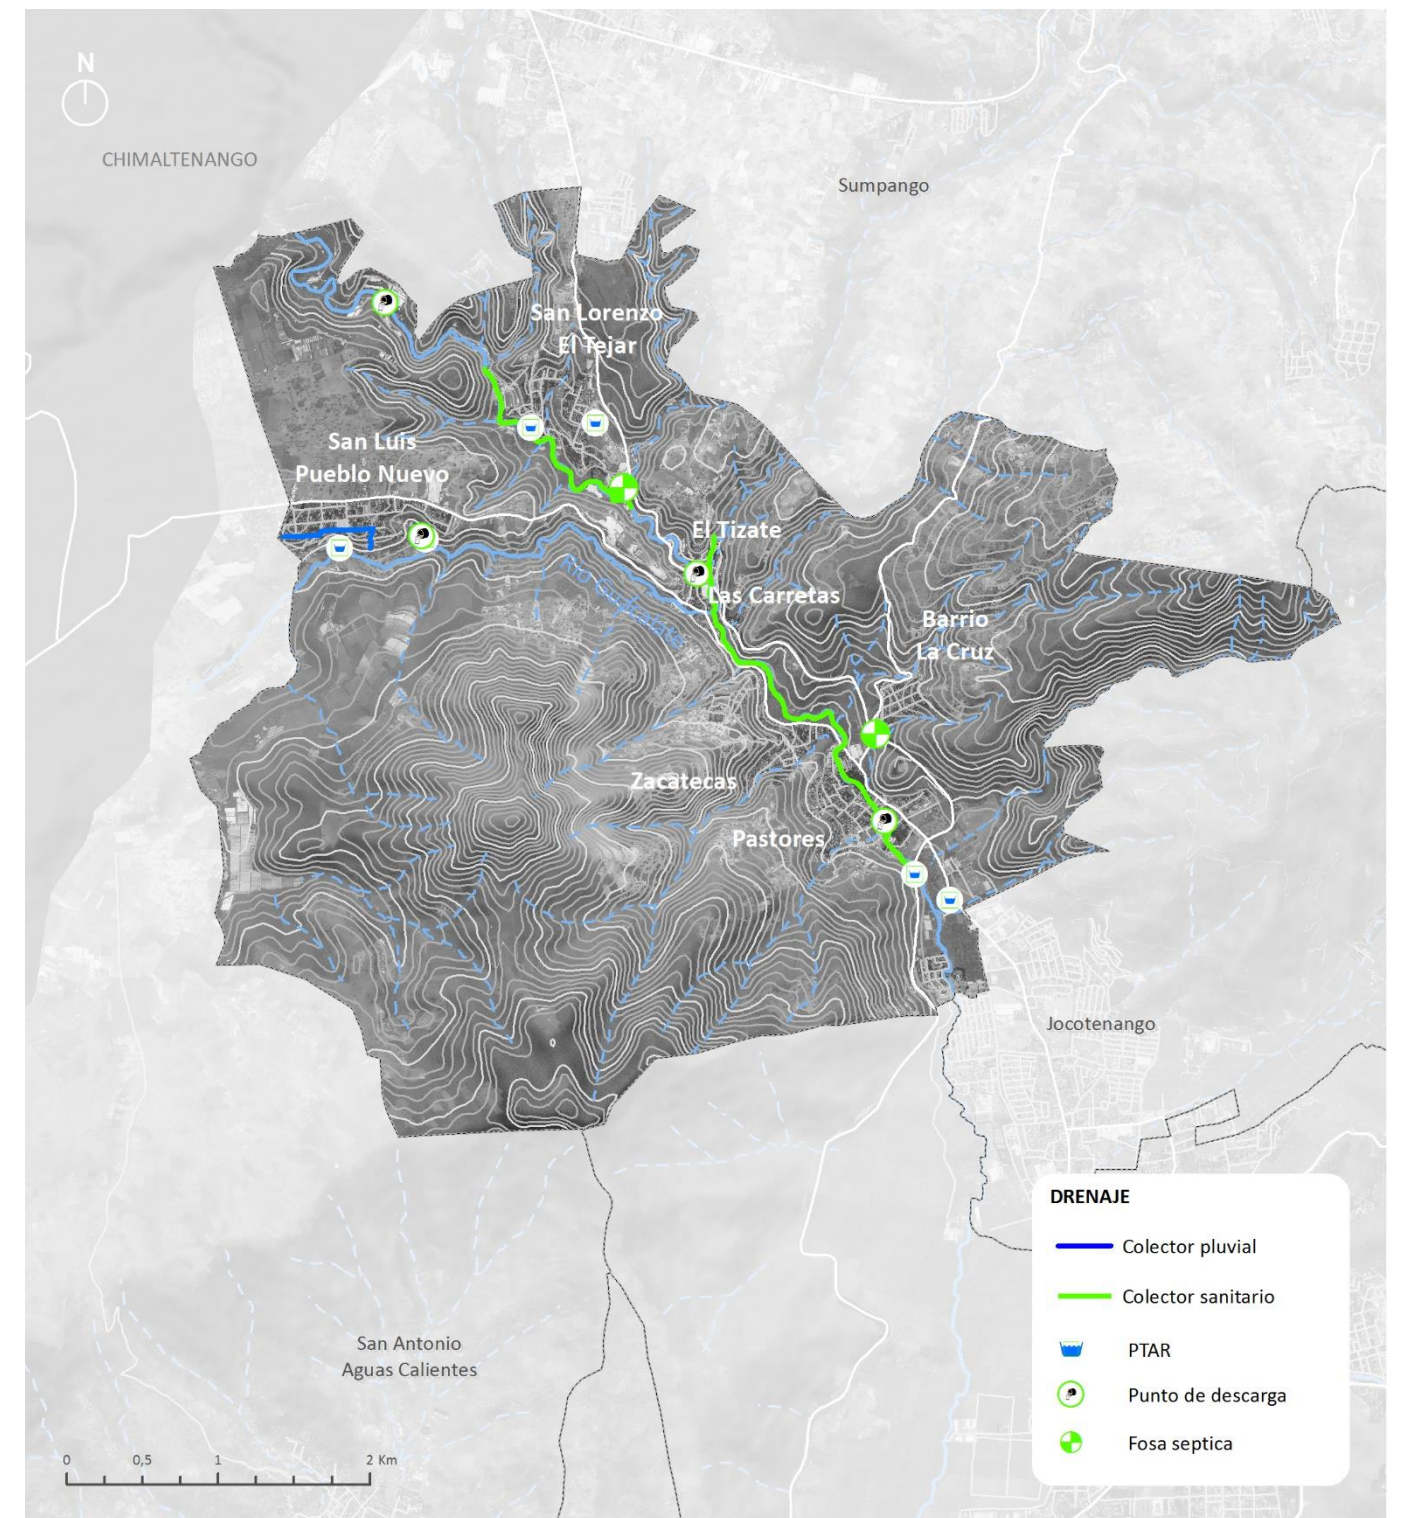 N
CHIMALTENANGO
Sumpango
San Lorenzo
El Tejar
San Luis
Pueblo Nuevo
El Tizate
Las Carretas
Río Guacalate
Barrio
La Cruz
Zacatecas
Pastores
Jocotenango
San Antonio
Aguas Calientes
DRENAJE
Colector pluvial
Colector sanitario
PTAR
Punto de descarga
Fosa septica
0 0,5 1 2 Km